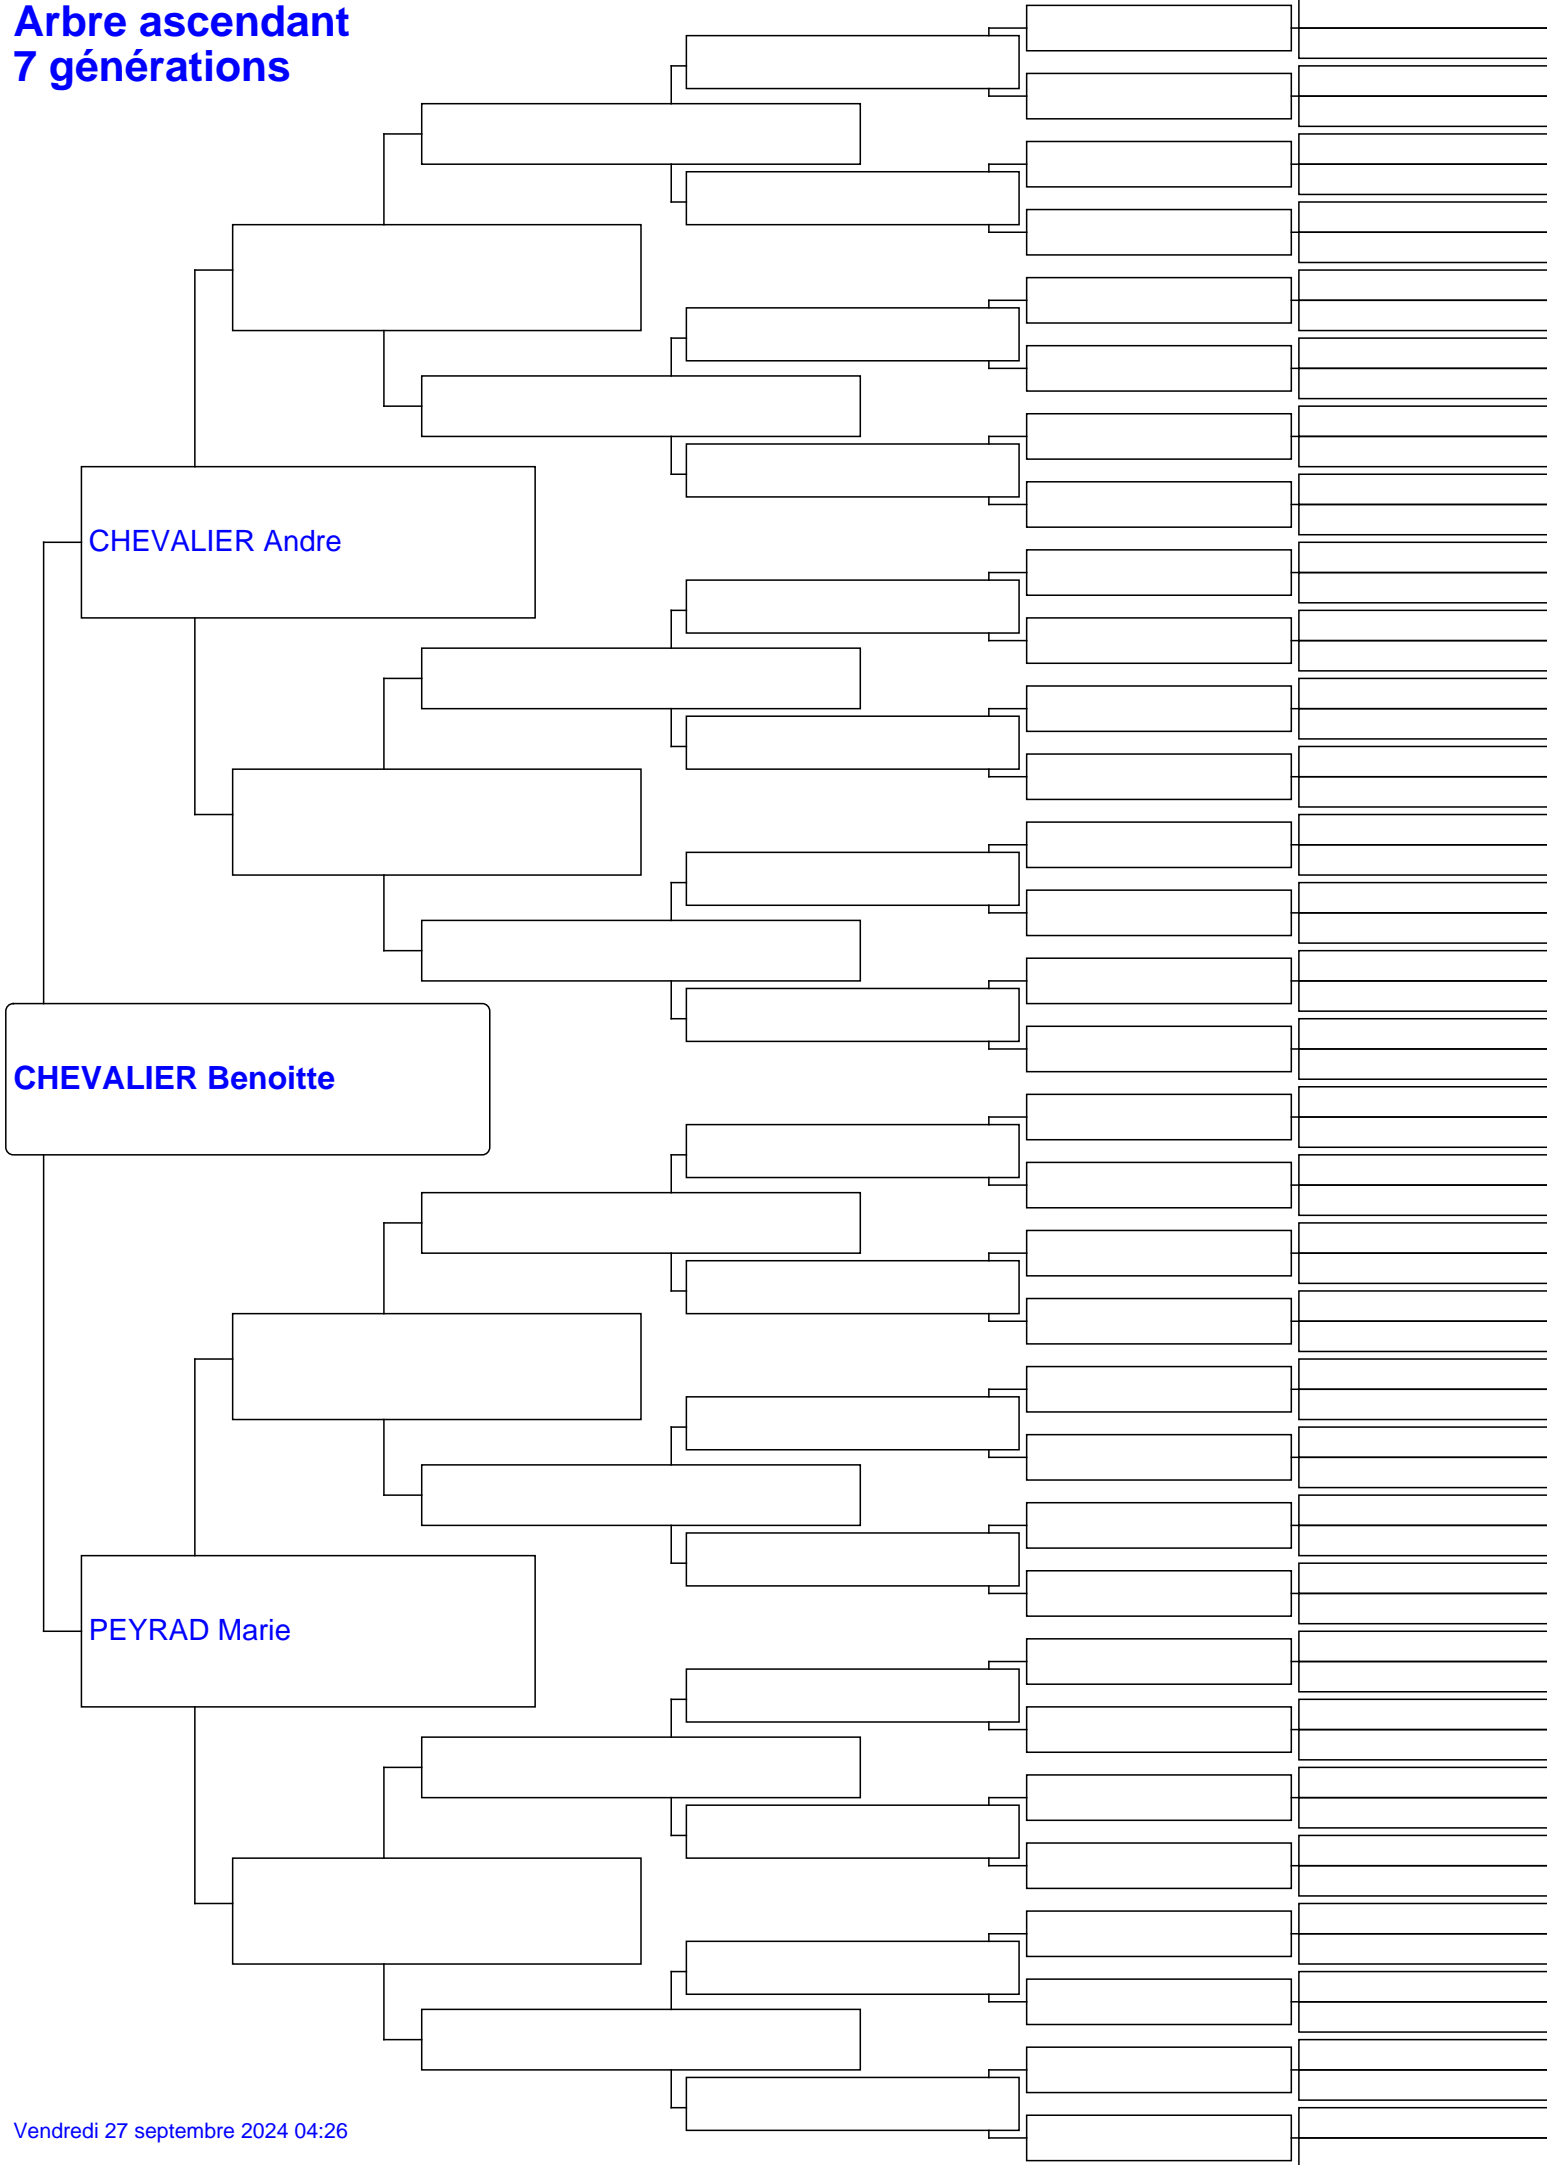 Arbre ascendant
7 générations
CHEVALIER Andre
CHEVALIER Benoitte
PEYRAD Marie
Vendredi 27 septembre 2024 04:26